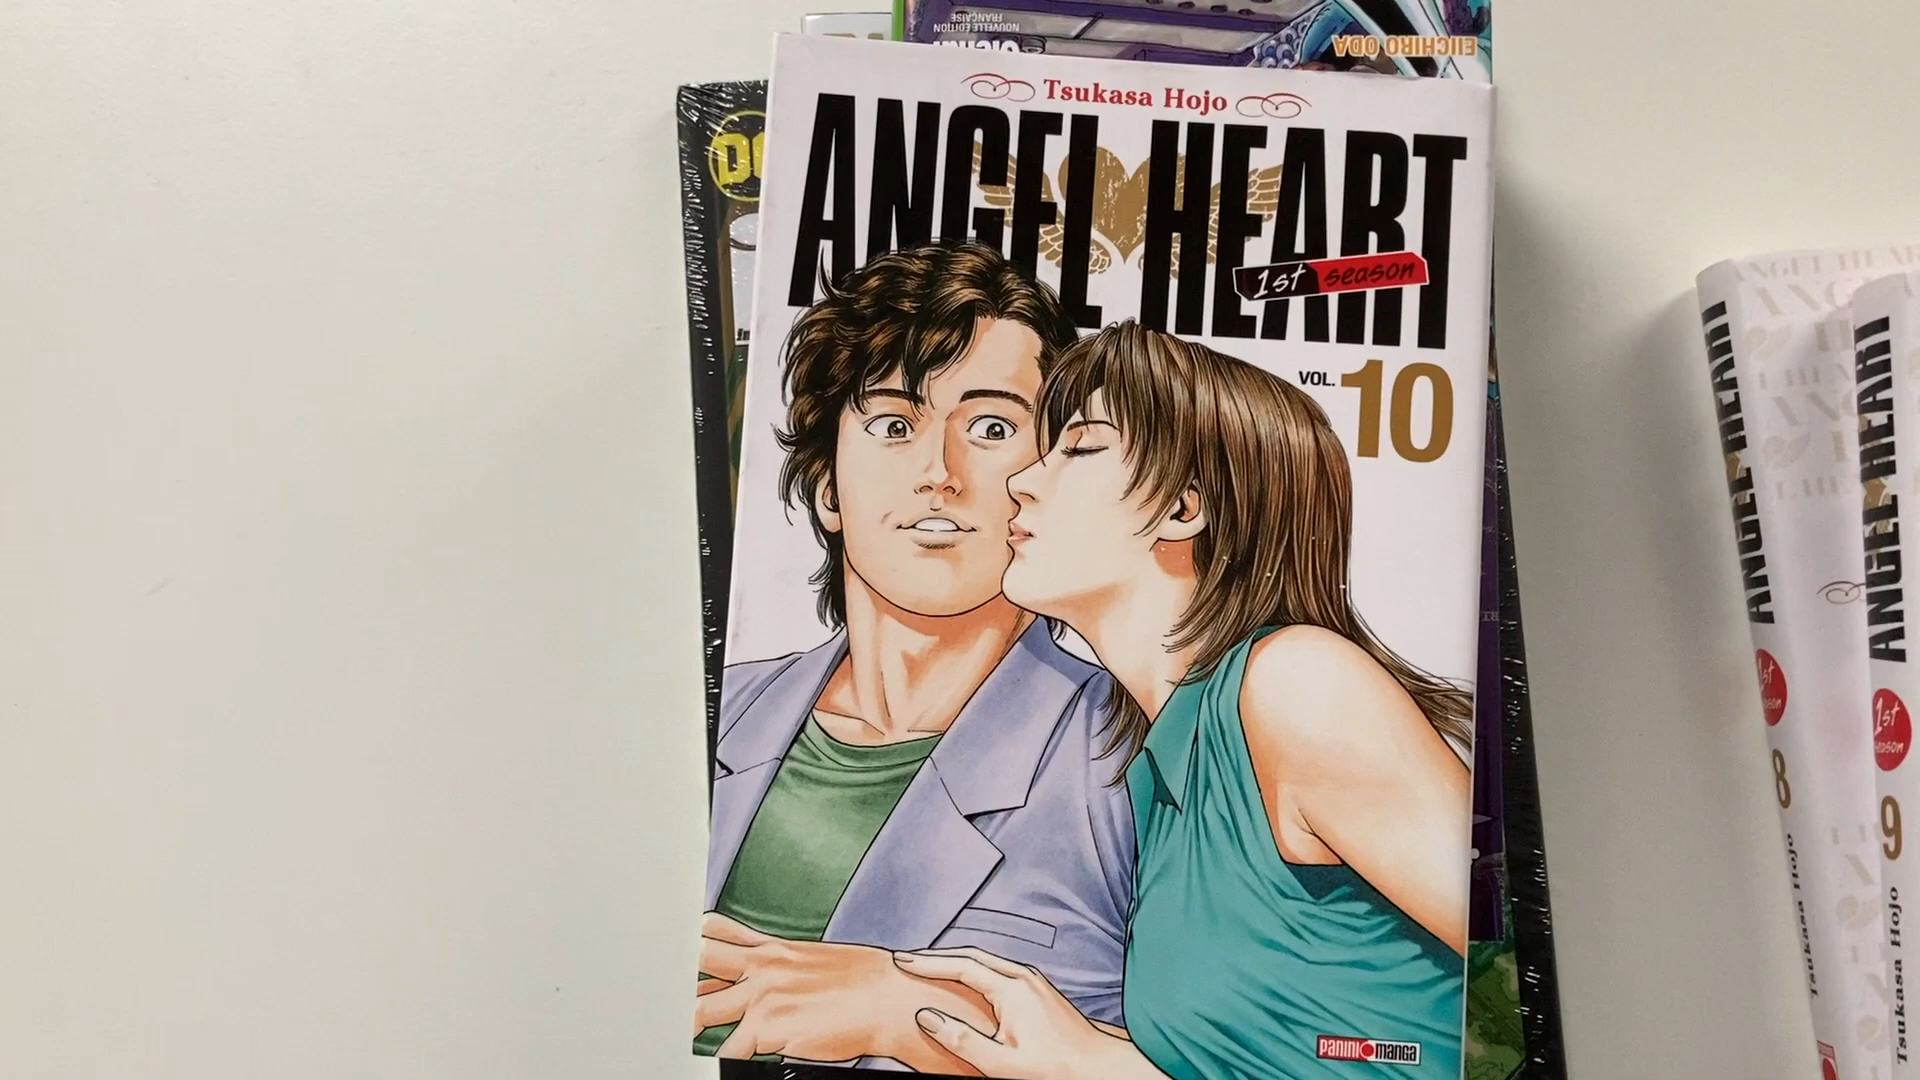 NOUVELLE ÉDITION
FRANÇAISE
EIICHIRO ODA
Tsukasa Hojo
ANGEL HEART
1st season
VOL. 10
PANINI manga
ANGEL HEART
1st
season
8
Tsukasa Hojo
ANGEL HEART
1st
season
9
Tsukasa Hojo